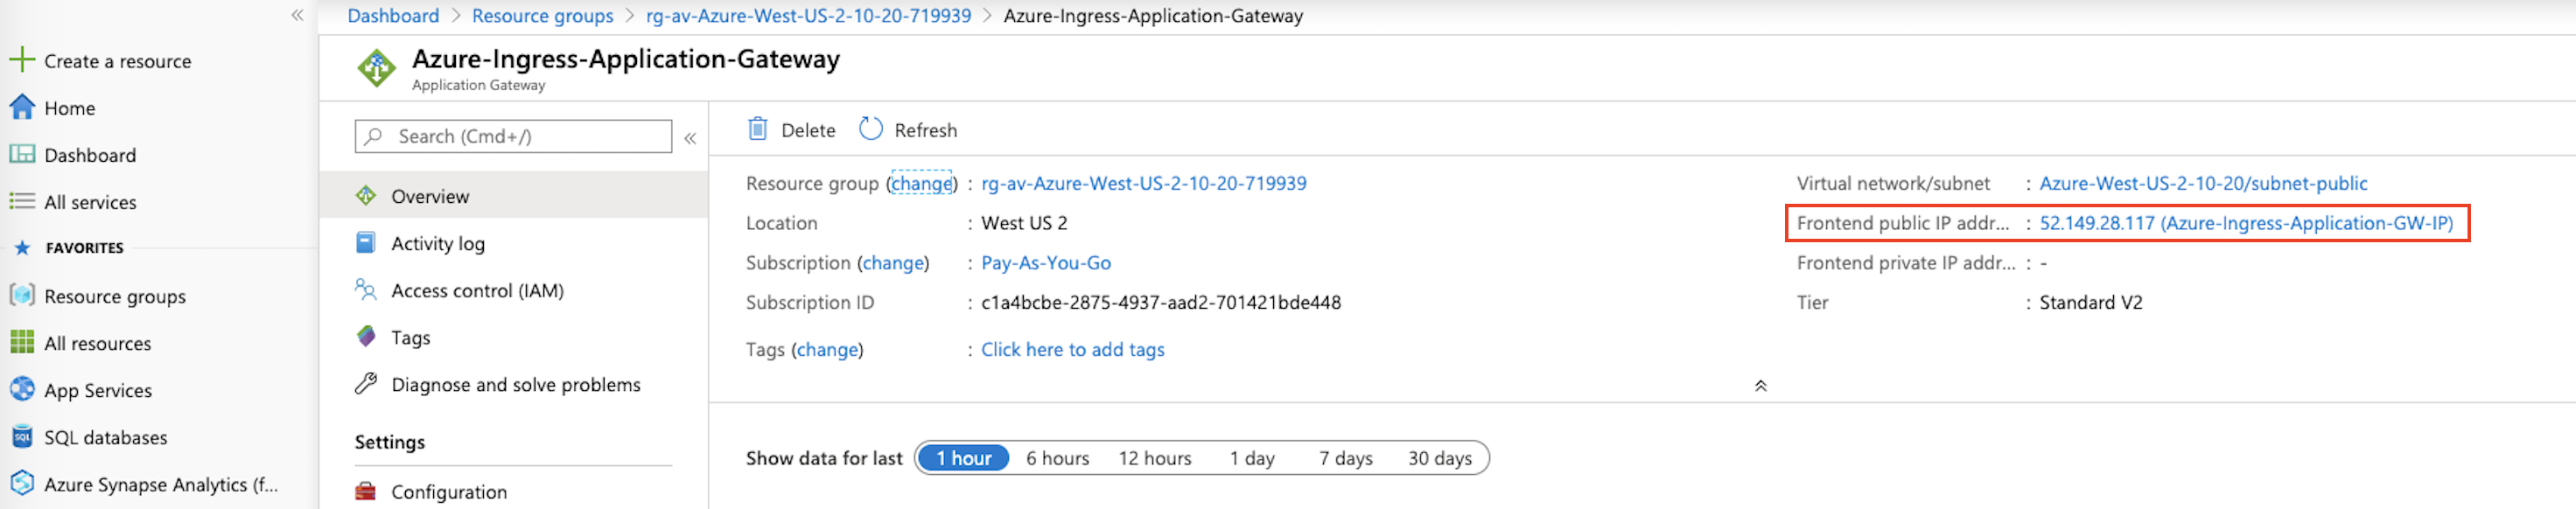 Dashboard > Resource groups > rg-av-Azure-West-US-2-10-20-719939 > Azure-Ingress-Application-Gateway
Create a resource
Home
Dashboard
All services
FAVORITES
Resource groups
All resources
App Services
SQL databases
Azure Synapse Analytics (f...
Azure-Ingress-Application-Gateway
Application Gateway
Search (Cmd+/)
Overview
Activity log
Access control (IAM)
Tags
Diagnose and solve problems
Settings
Configuration
Delete Refresh
Resource group (change) : rg-av-Azure-West-US-2-10-20-719939
Location : West US 2
Subscription (change) : Pay-As-You-Go
Subscription ID : c1a4bcbe-2875-4937-aad2-701421bde448
Tags (change) : Click here to add tags
Virtual network/subnet : Azure-West-US-2-10-20/subnet-public
Frontend public IP addr... : 52.149.28.117 (Azure-Ingress-Application-GW-IP)
Frontend private IP addr... : -
Tier : Standard V2
Show data for last 1 hour 6 hours 12 hours 1 day 7 days 30 days